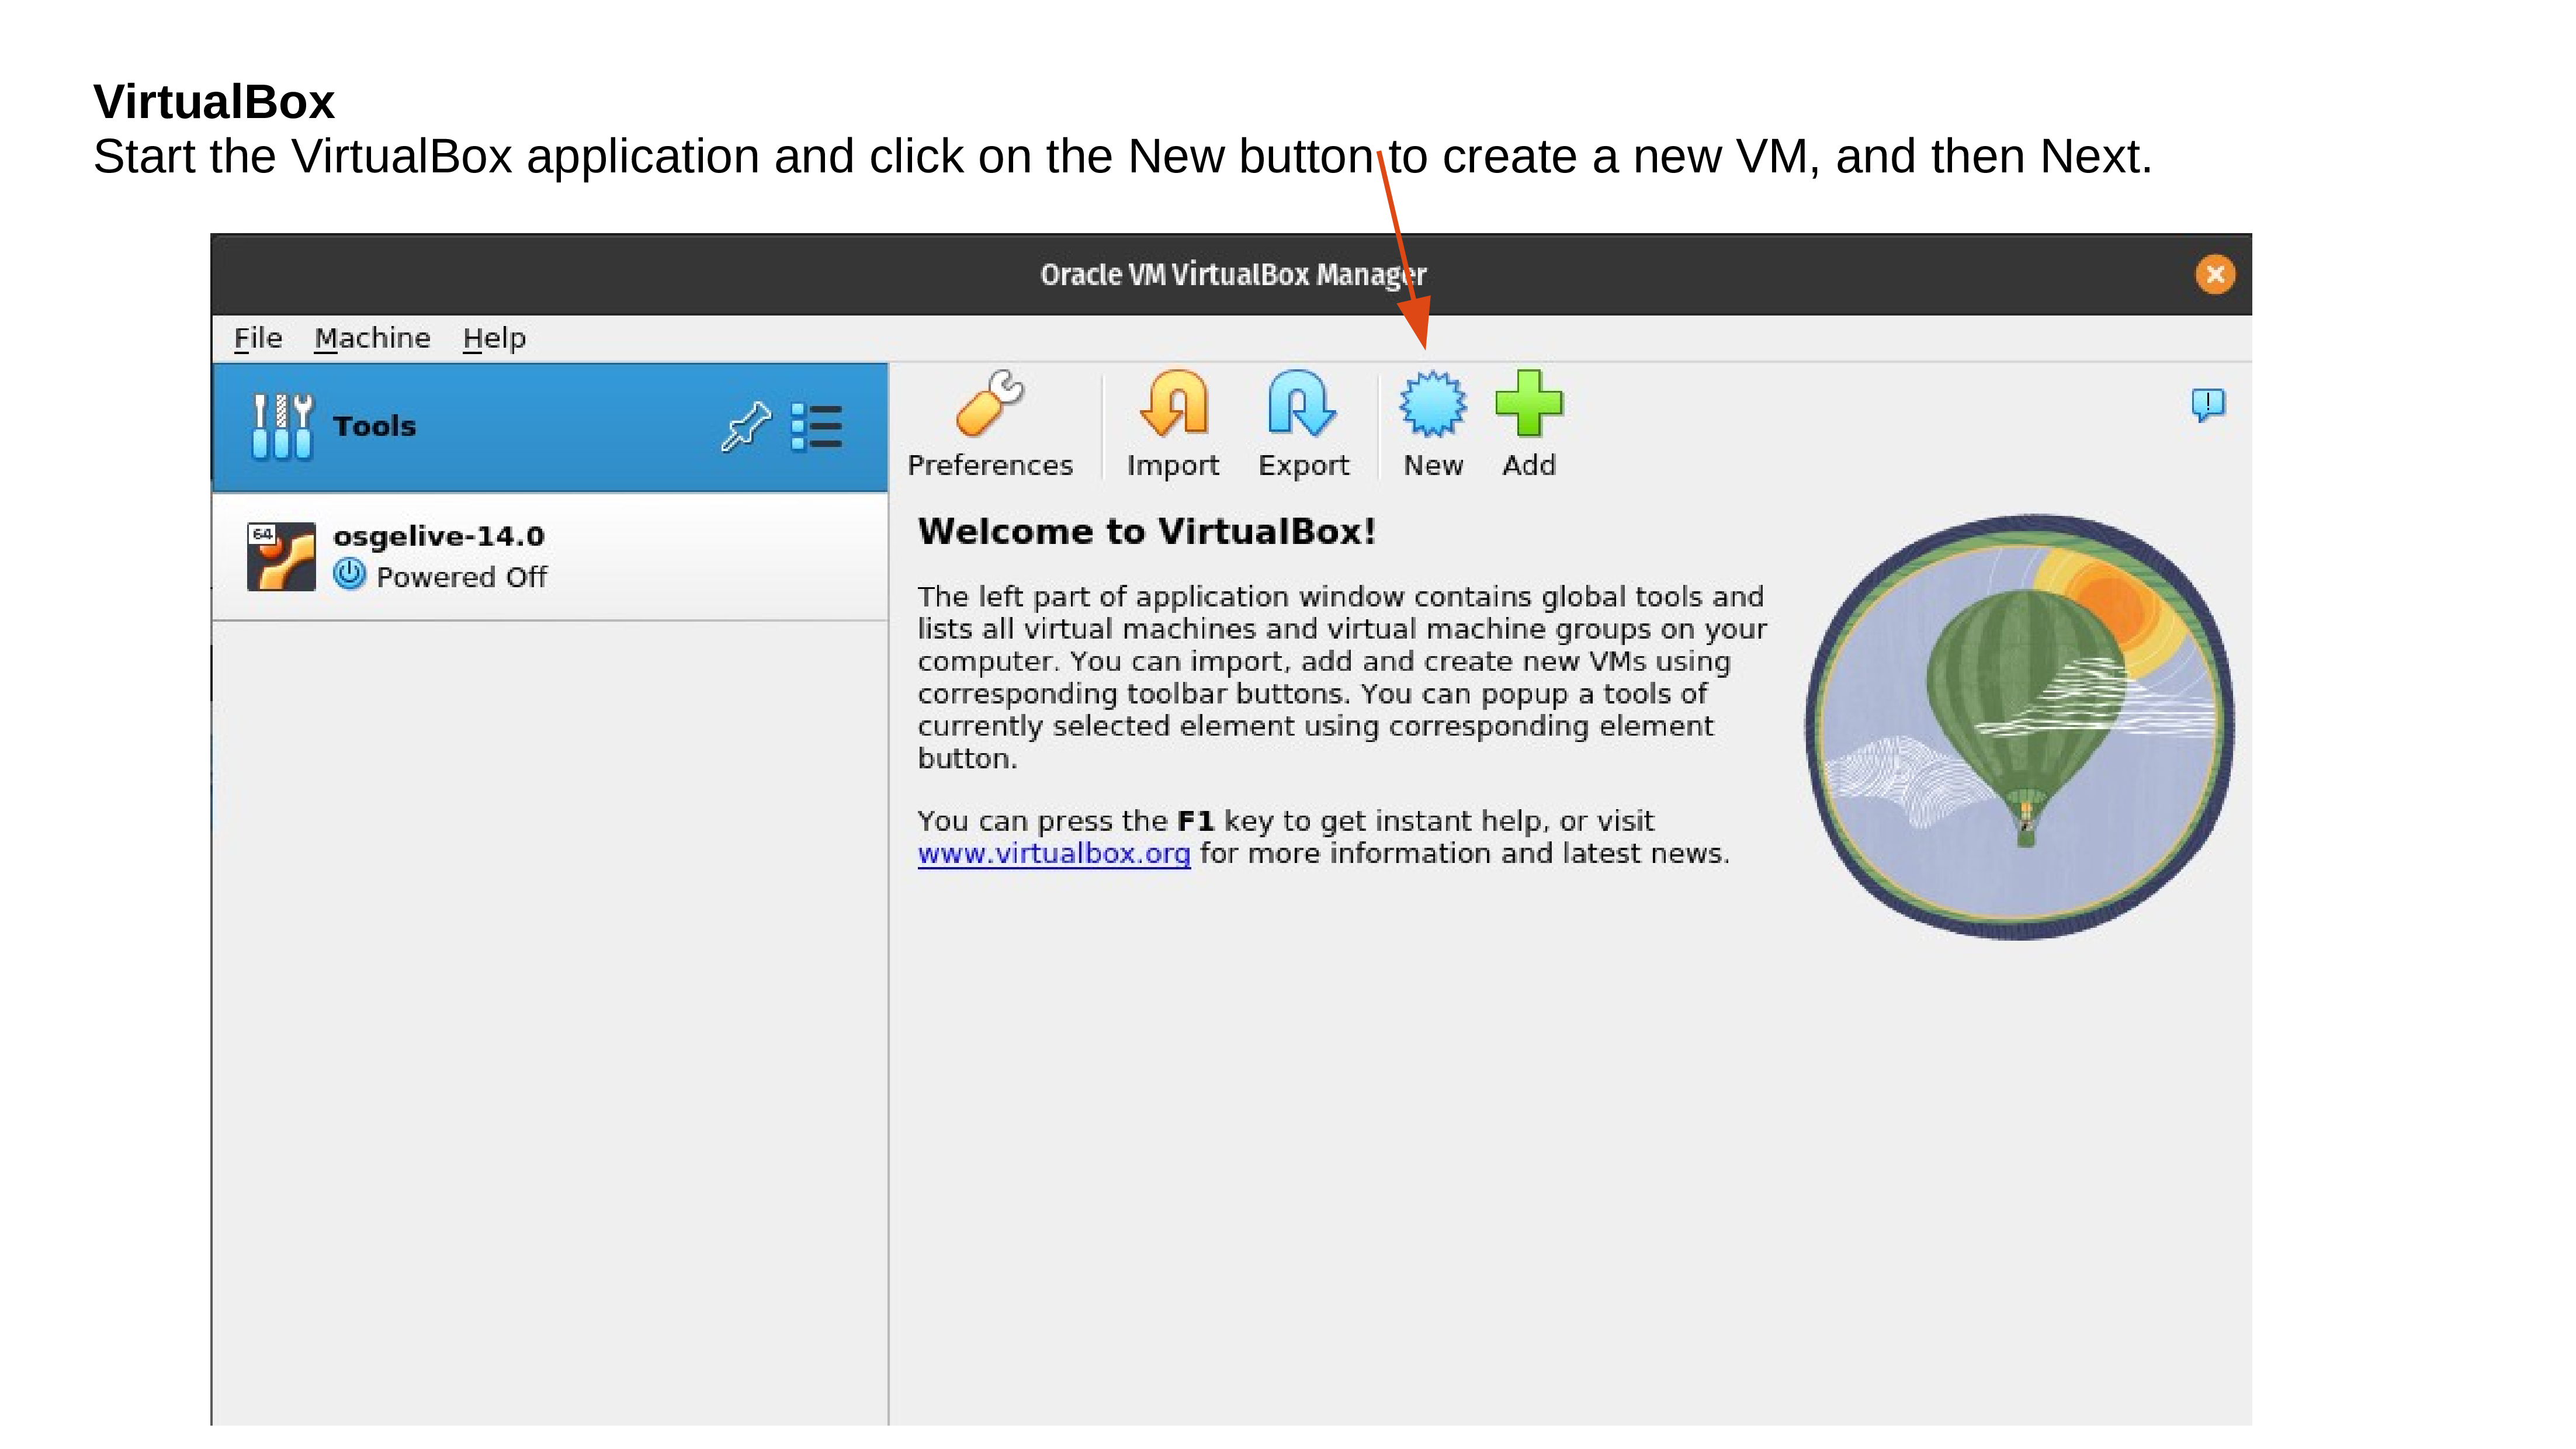 VirtualBox
Start the VirtualBox application and click on the New button to create a new VM, and then Next.
Oracle VM VirtualBox Manager
File Machine Help
Tools
Preferences Import Export New Add
64
osgelive-14.0
Powered Off
Welcome to VirtualBox!
The left part of application window contains global tools and
lists all virtual machines and virtual machine groups on your
computer. You can import, add and create new VMs using
corresponding toolbar buttons. You can popup a tools of
currently selected element using corresponding element
button.
You can press the F1 key to get instant help, or visit
www.virtualbox.org for more information and latest news.